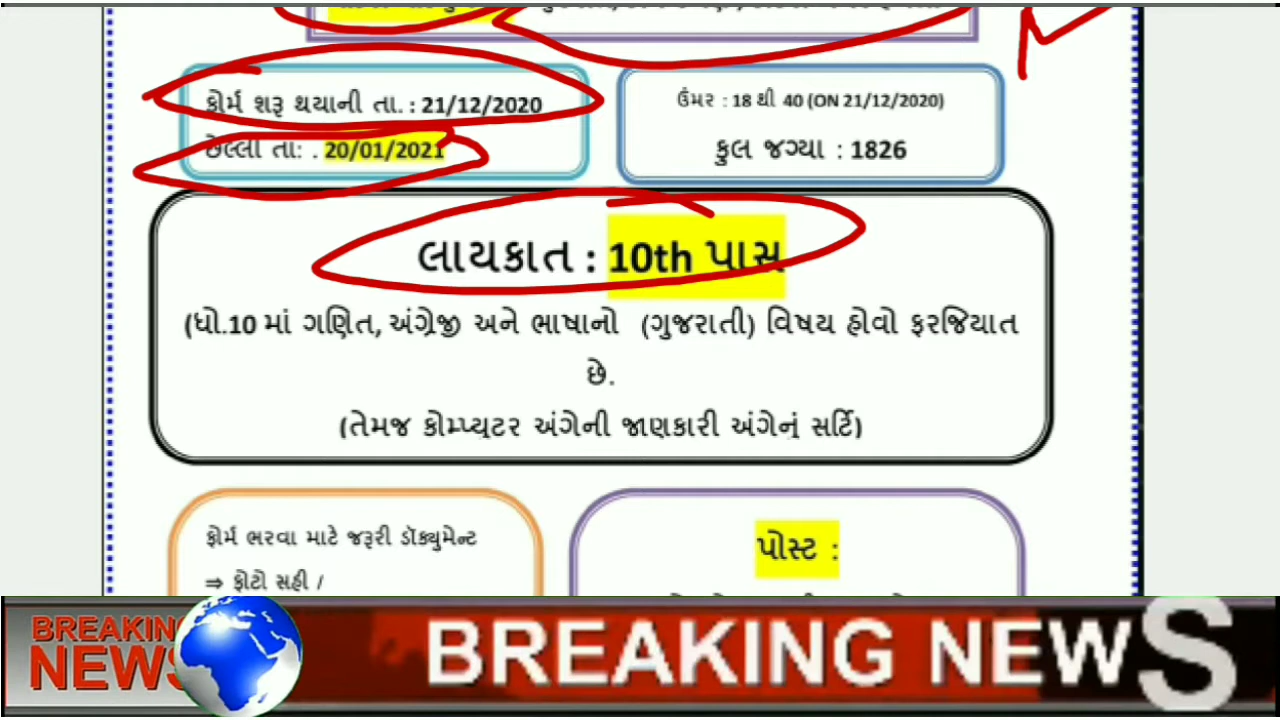 ફોર્મ શરૂ થયાની તા. : 21/12/2020
છેલ્લી તા: . 20/01/2021
ઉંમર : 18 થી 40 (ON 21/12/2020)
કુલ જગ્યા : 1826
લાયકાત : 10th પાસ
(ધો.10 માં ગણિત, અંગ્રેજી અને ભાષાનો (ગુજરાતી) વિષય હોવો ફરજિયાત
છે.
(તેમજ કોમ્પ્યુટર અંગેની જાણકારી અંગેનું સર્ટિ)
ફોર્મ ભરવા માટે જરૂરી ડૉક્યુમેન્ટ
⇒ ફોટો સહી /
પોસ્ટ :
BREAKING
NEWS
BREAKING NEWS